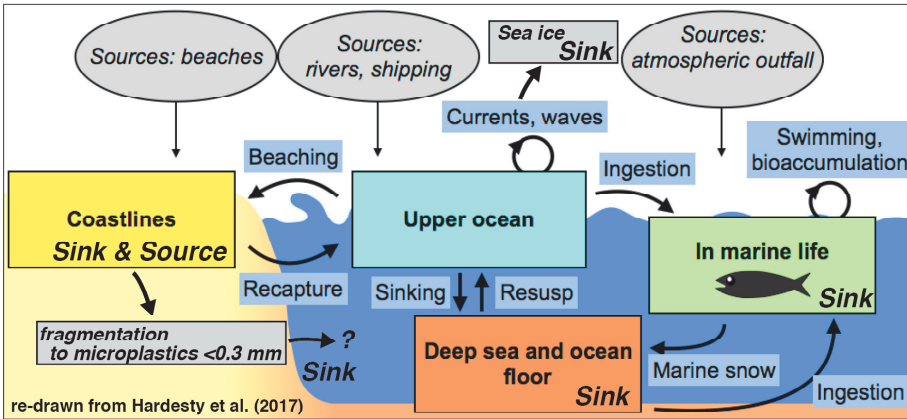 Sources: beaches
Sources:
rivers, shipping
Sea ice
Sink
Sources:
atmospheric outfall
Currents, waves
Swimming,
bioaccumulation
Beaching
Ingestion
Coastlines
Sink & Source
Upper ocean
In marine life
Sink
Recapture
Sinking
Resusp
fragmentation
to microplastics <0.3 mm
?
Sink
Deep sea and ocean
floor
Sink
Marine snow
Ingestion
re-drawn from Hardesty et al. (2017)